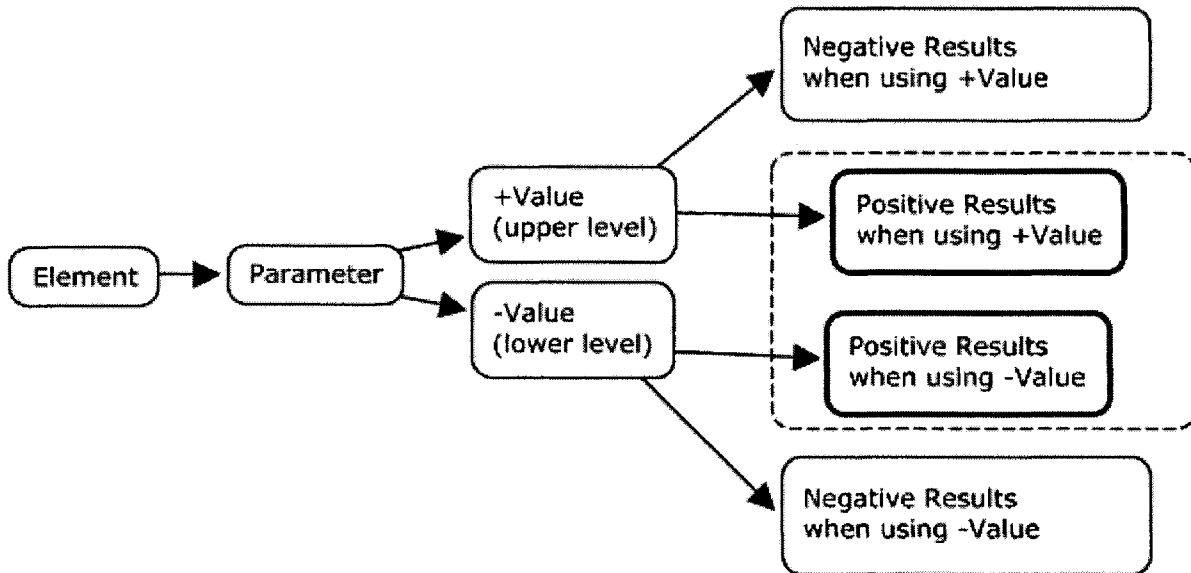 Negative Results
when using +Value
+Value
(upper level)
Positive Results
when using +Value
Element
Parameter
-Value
(lower level)
Positive Results
when using -Value
Negative Results
when using -Value